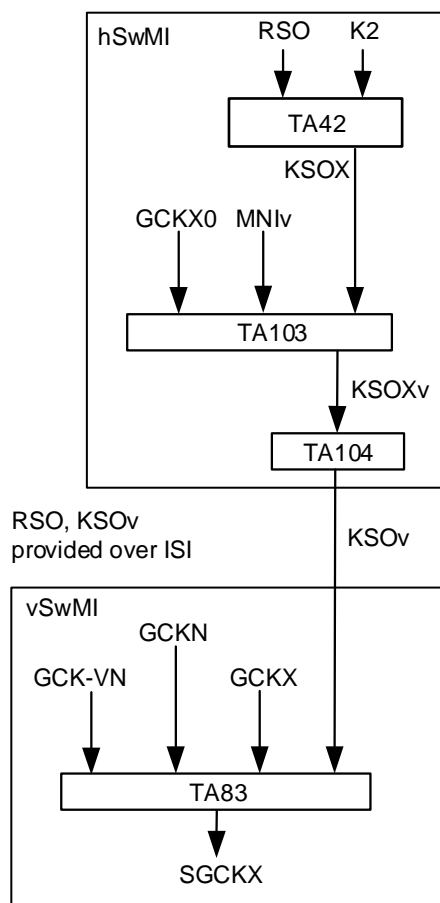 hSwMI
RSO K2
TA42
KSOX
GCKX0 MNIv
TA103
KSOXv
TA104
RSO, KSOv
provided over ISI
KSOv
vSwMI
GCKN
GCK-VN
GCKX
TA83
SGCKX